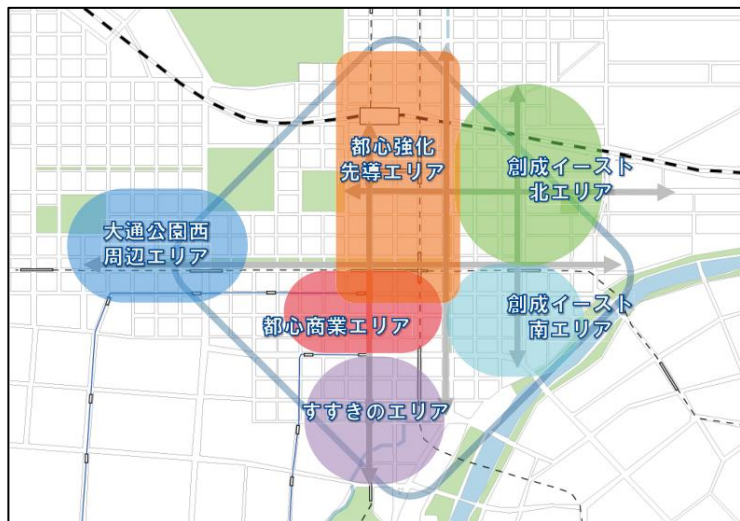 都心強化
先導エリア
創成イースト
北エリア
大通公園西
周辺エリア
都心商業エリア
創成イースト
南エリア
すすきのエリア